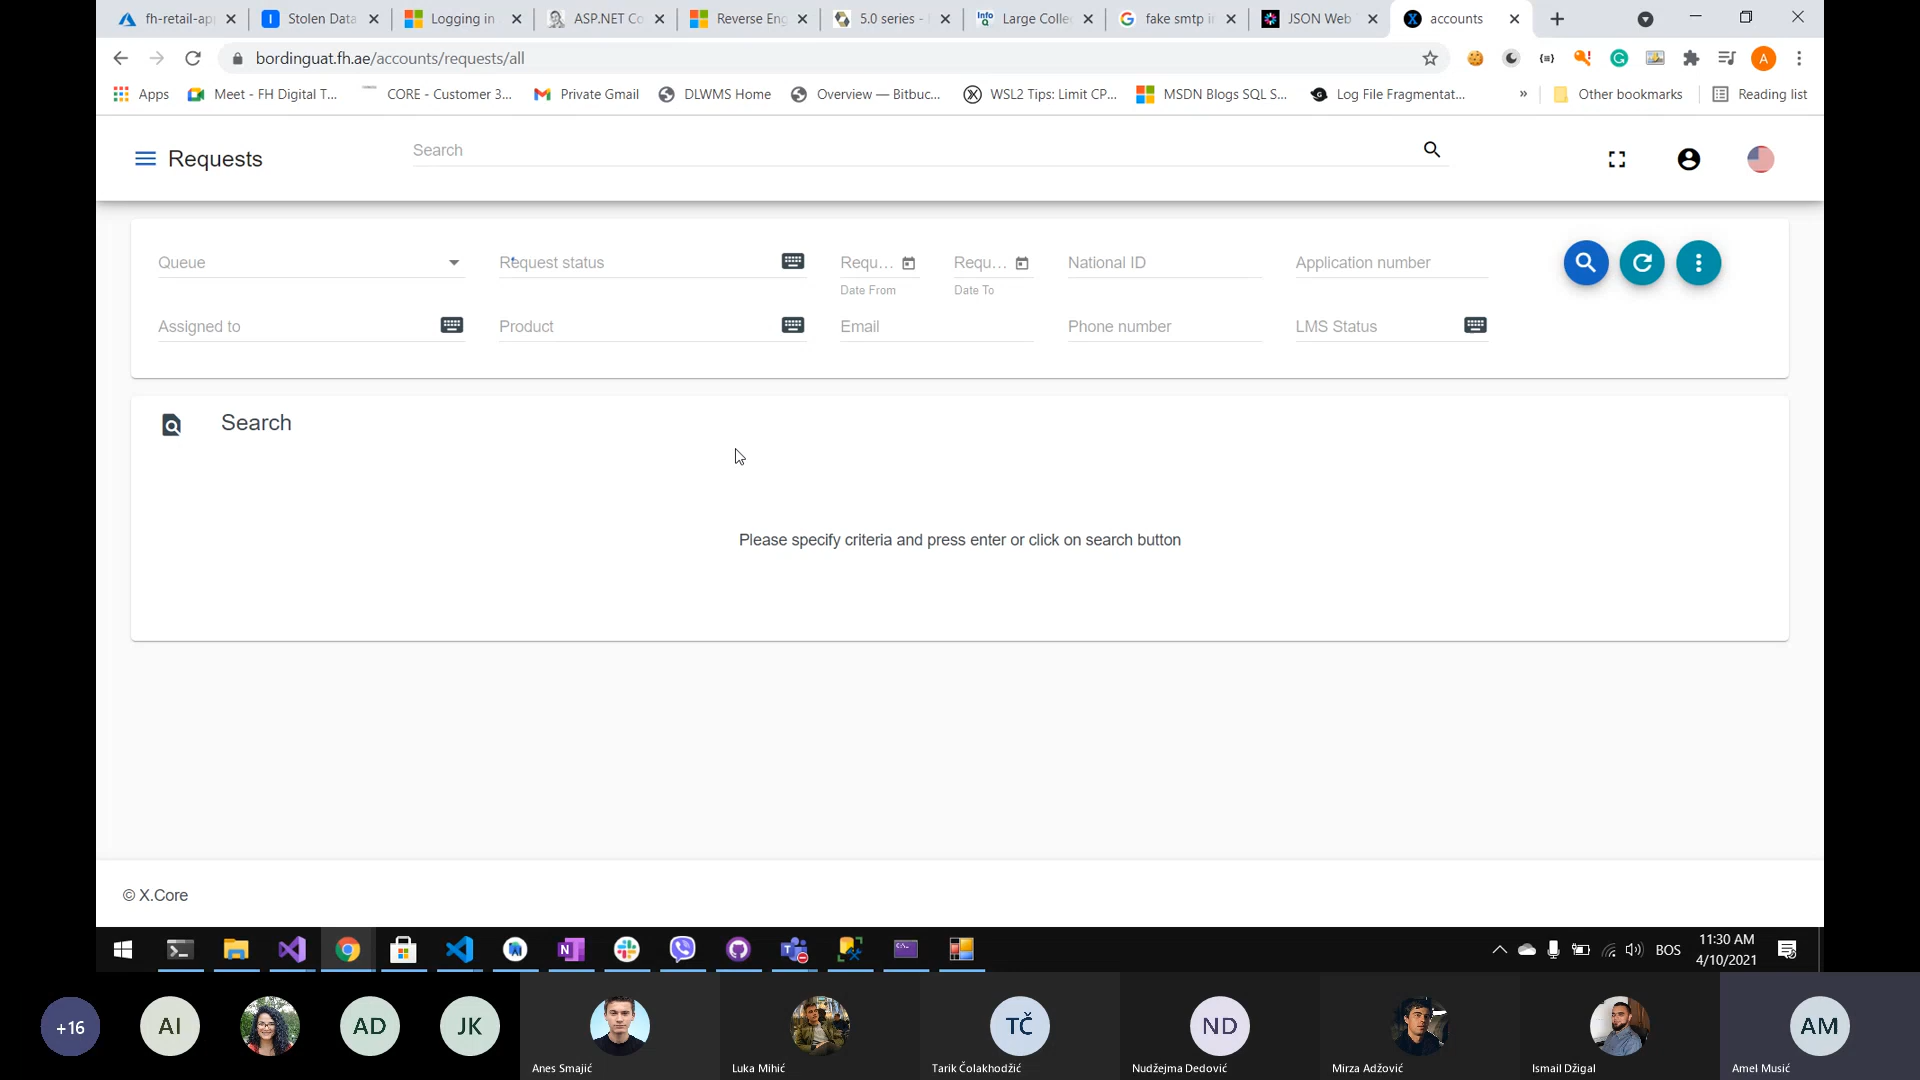 fh-retail-ap
Stolen Data
Logging in
ASP.NET Co
Reverse Eng
5.0 series -
Large Colle
fake smtp i
JSON Web
accounts
bordinguat.fh.ae/accounts/requests/all
Apps
Meet - FH Digital T...
CORE - Customer 3...
Private Gmail
DLWMS Home
Overview — Bitbuc...
WSL2 Tips: Limit CP...
MSDN Blogs SQL S...
Log File Fragmentat...
»
Other bookmarks
Reading list
A
Requests
Search
Queue
Request status
Requ...
Requ...
National ID
Application number
Date From
Date To
Assigned to
Product
Email
Phone number
LMS Status
Search
Please specify criteria and press enter or click on search button
© X.Core
BOS
11:30 AM
4/10/2021
+16
AI
AD
JK
TČ
ND
AM
Anes Smajić
Luka Mihić
Tarik Čolakhodžić
Nudžejma Dedović
Mirza Adžović
Ismail Džigal
Amel Musić